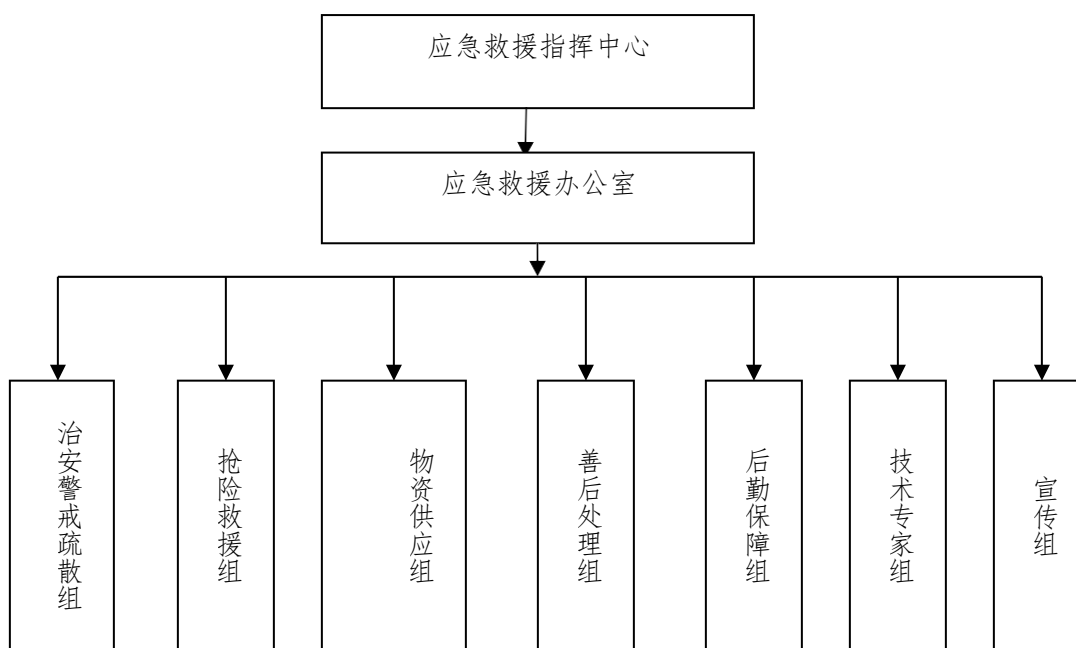 应急救援指挥中心
应急救援办公室
治安警戒疏散组
抢险救援组
物资供应组
善后处理组
后勤保障组
技术专家组
宣传组